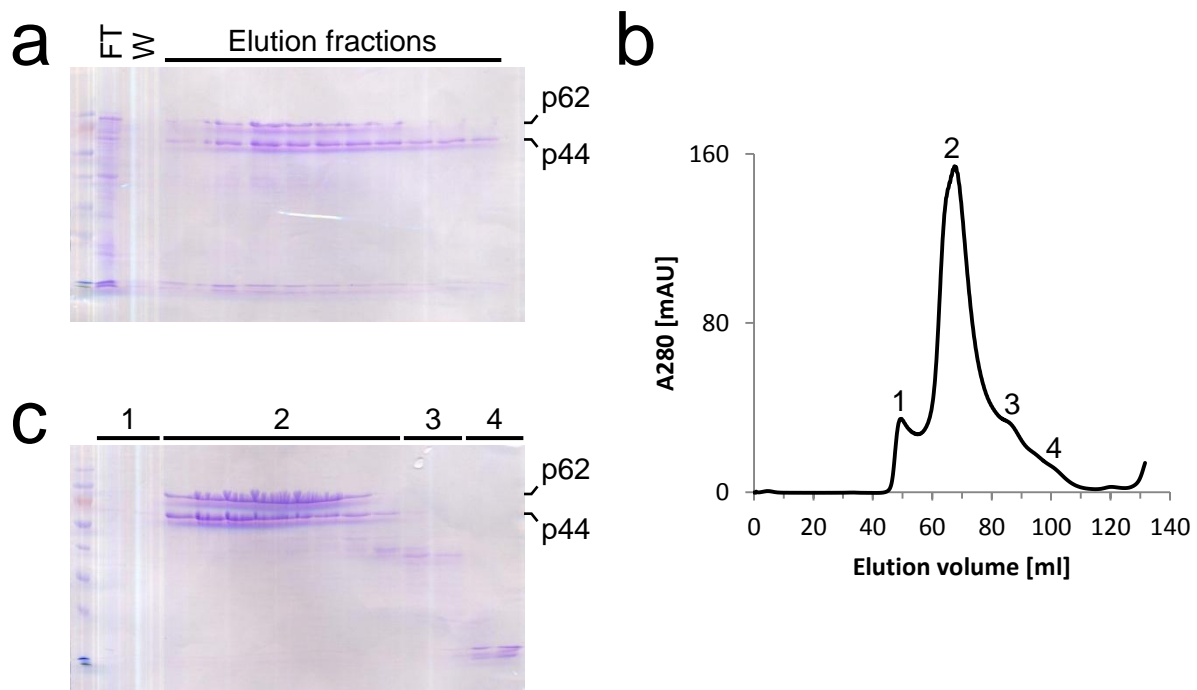 a
FT
W
Elution fractions
p62
p44
b
160
80
0
A280 [mAU]
1
2
3
4
0 20 40 60 80 100 120 140
Elution volume [ml]
c
1 2 3 4
p62
p44